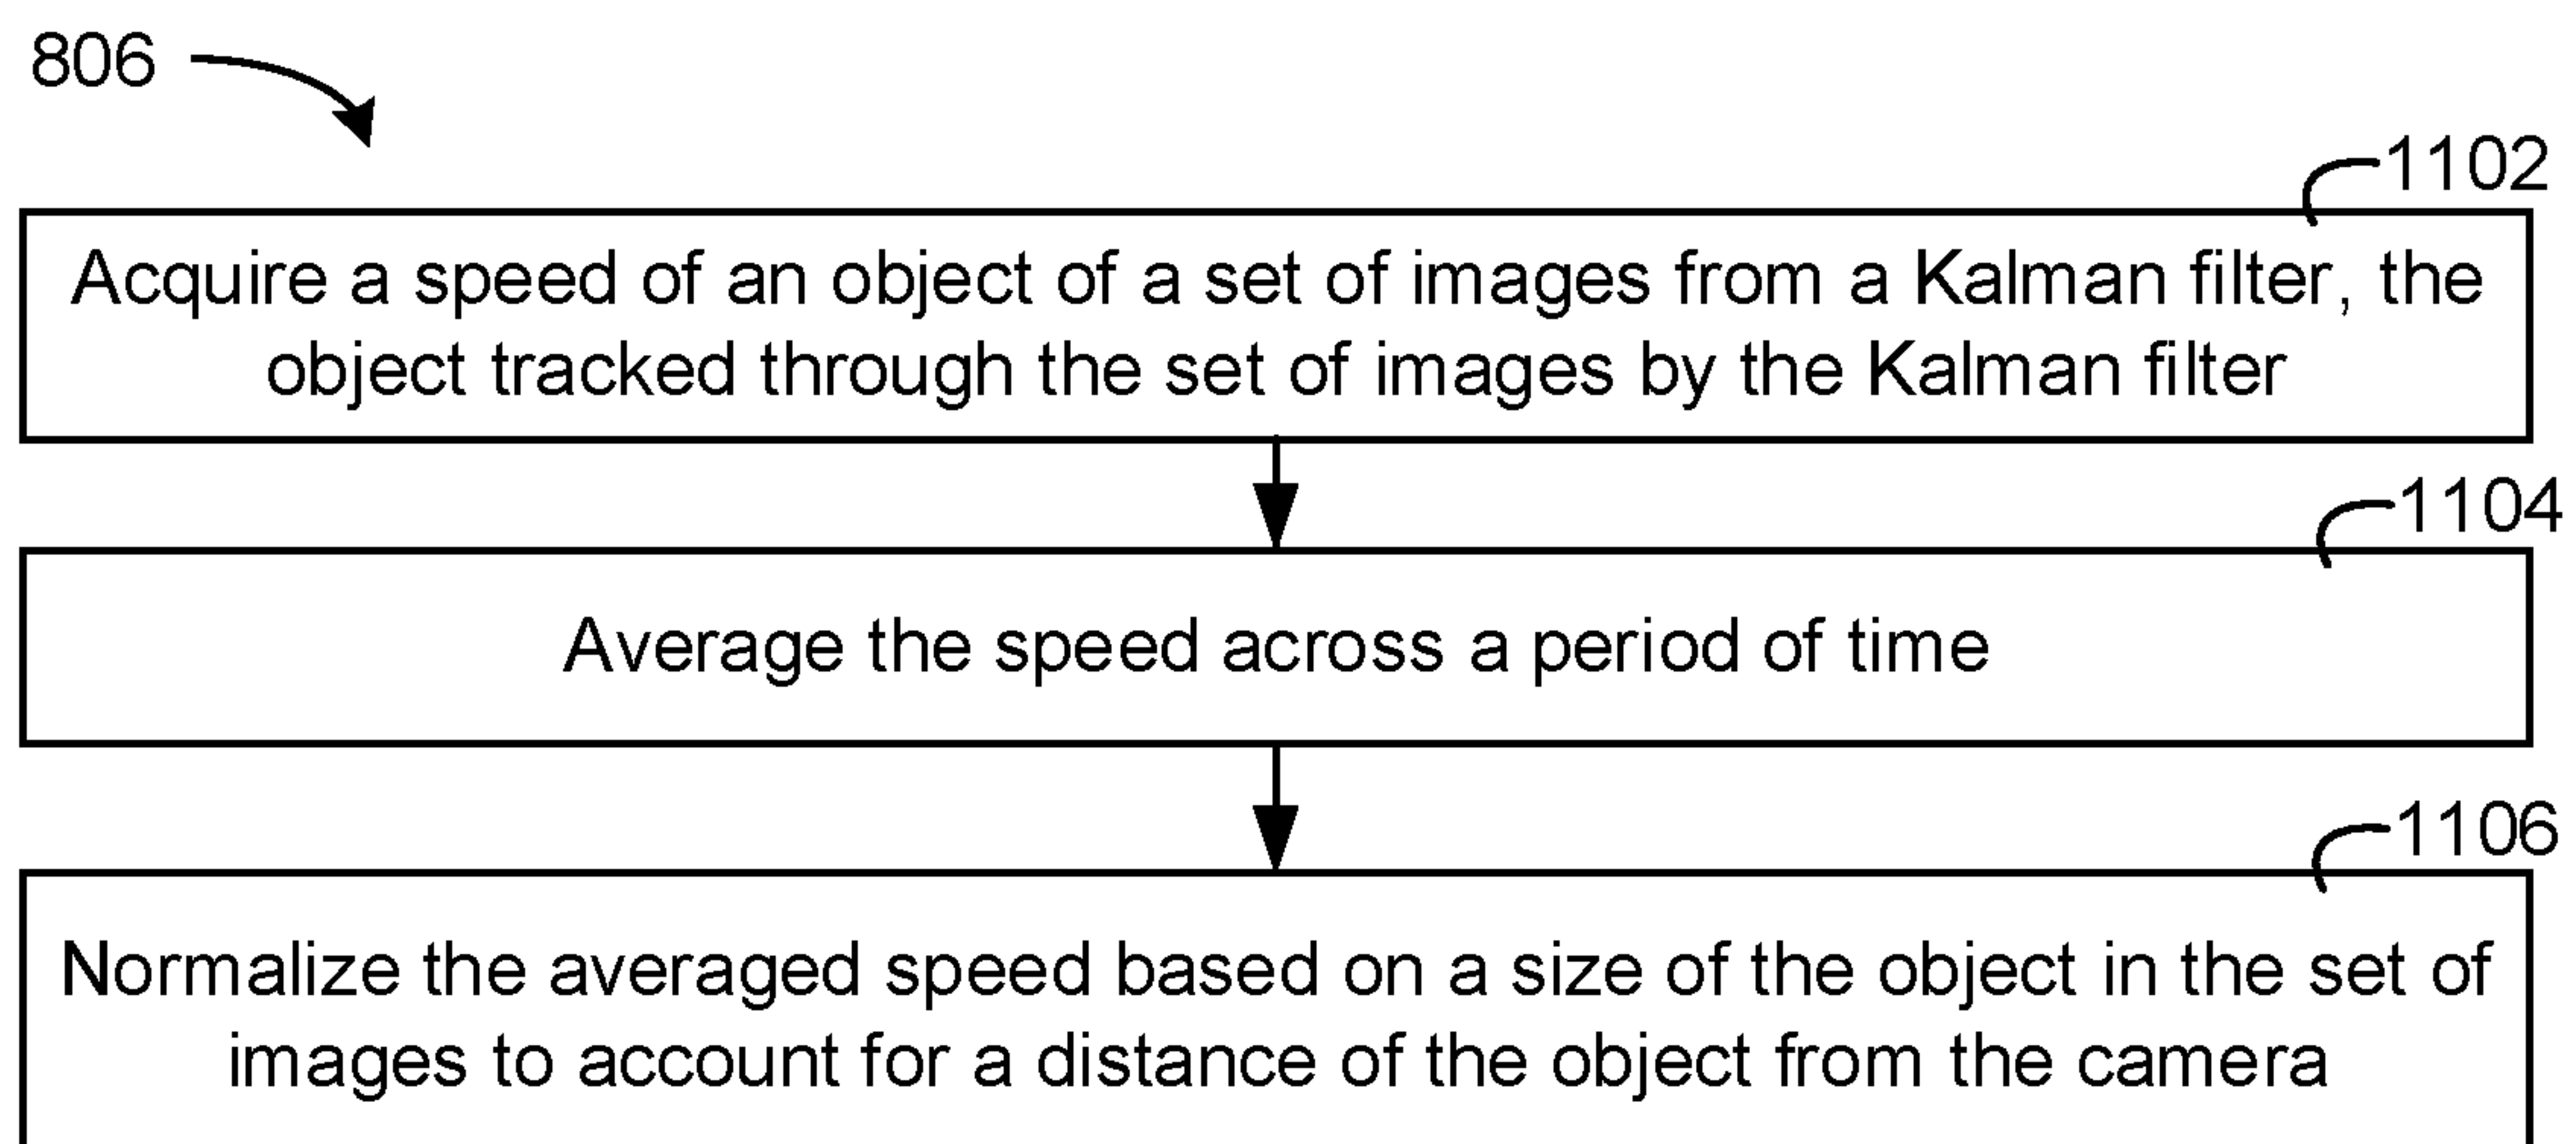 806
1102
Acquire a speed of an object of a set of images from a Kalman filter, the
object tracked through the set of images by the Kalman filter
1104
Average the speed across a period of time
1106
Normalize the averaged speed based on a size of the object in the set of
images to account for a distance of the object from the camera